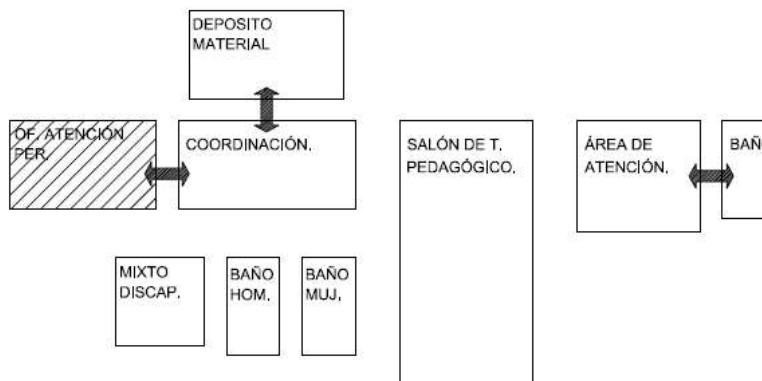 DEPOSITO
MATERIAL
OF. ATENCIÓN
PER.
COORDINACIÓN.
SALÓN DE T.
PEDAGÓGICO.
ÁREA DE
ATENCIÓN.
MIXTO
DISCAP.
BAÑO
HOM.
BAÑO
MUJ.